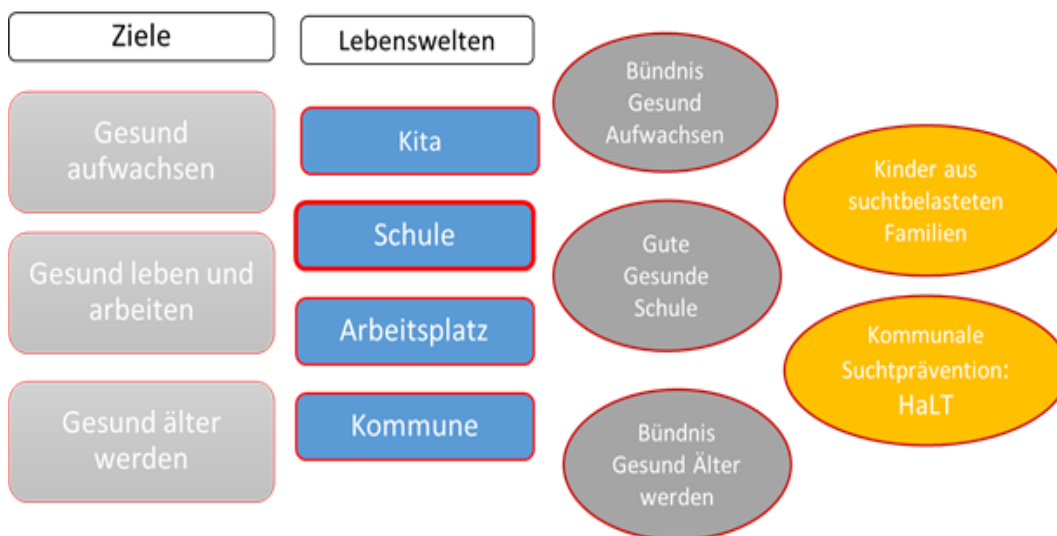 Ziele
Gesund
aufwachsen
Gesund leben und
arbeiten
Gesund älter
werden
Lebenswelten
Kita
Schule
Arbeitsplatz
Kommune
Bündnis
Gesund
Aufwachsen
Gute
Gesunde
Schule
Bündnis
Gesund Älter
werden
Kinder aus
suchtbelasteten
Familien
Kommunale
Suchtprävention:
HaLT